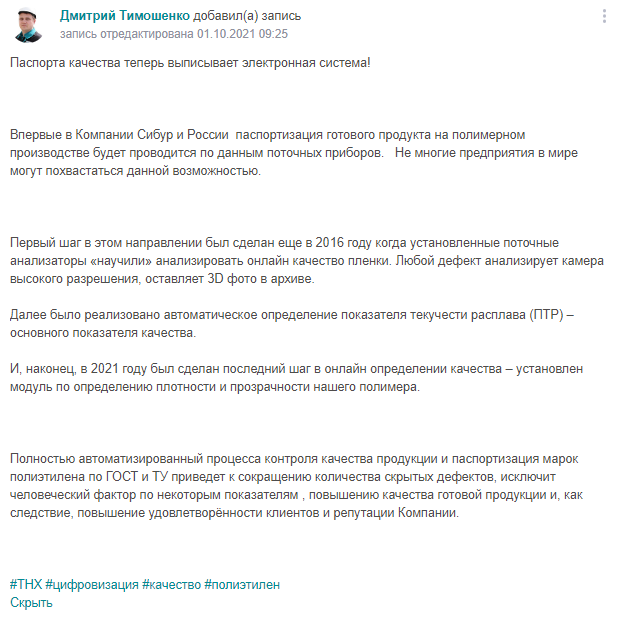 Дмитрий Тимошенко добавил(а) запись
запись отредактирована 01.10.2021 09:25
Паспорта качества теперь выписывает электронная система!
Впервые в Компании Сибур и России паспортизация готового продукта на полимерном
производстве будет проводится по данным поточных приборов. Не многие предприятия в мире
могут похвастаться данной возможностью.
Первый шаг в этом направлении был сделан еще в 2016 году когда установленные поточные
анализаторы «научили» анализировать онлайн качество пленки. Любой дефект анализирует камера
высокого разрешения, оставляет 3D фото в архиве.
Далее было реализовано автоматическое определение показателя текучести расплава (ПТР) –
основного показателя качества.
И, наконец, в 2021 году был сделан последний шаг в онлайн определении качества – установлен
модуль по определению плотности и прозрачности нашего полимера.
Полностью автоматизированный процесса контроля качества продукции и паспортизация марок
полиэтилена по ГОСТ и ТУ приведет к сокращению количества скрытых дефектов, исключит
человеческий фактор по некоторым показателям , повышению качества готовой продукции и, как
следствие, повышение удовлетворённости клиентов и репутации Компании.
#ТНХ #цифровизация #качество #полиэтилен
Скрыть